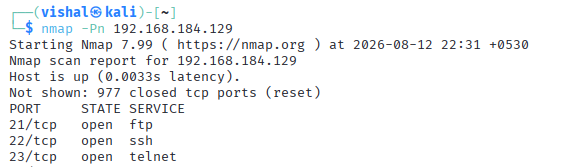 ┌──(vishal㉿kali)-[~]
└─$ nmap -Pn 192.168.184.129
Starting Nmap 7.99 ( https://nmap.org ) at 2026-08-12 22:31 +0530
Nmap scan report for 192.168.184.129
Host is up (0.0033s latency).
Not shown: 977 closed tcp ports (reset)
PORT     STATE SERVICE
21/tcp   open  ftp
22/tcp   open  ssh
23/tcp   open  telnet